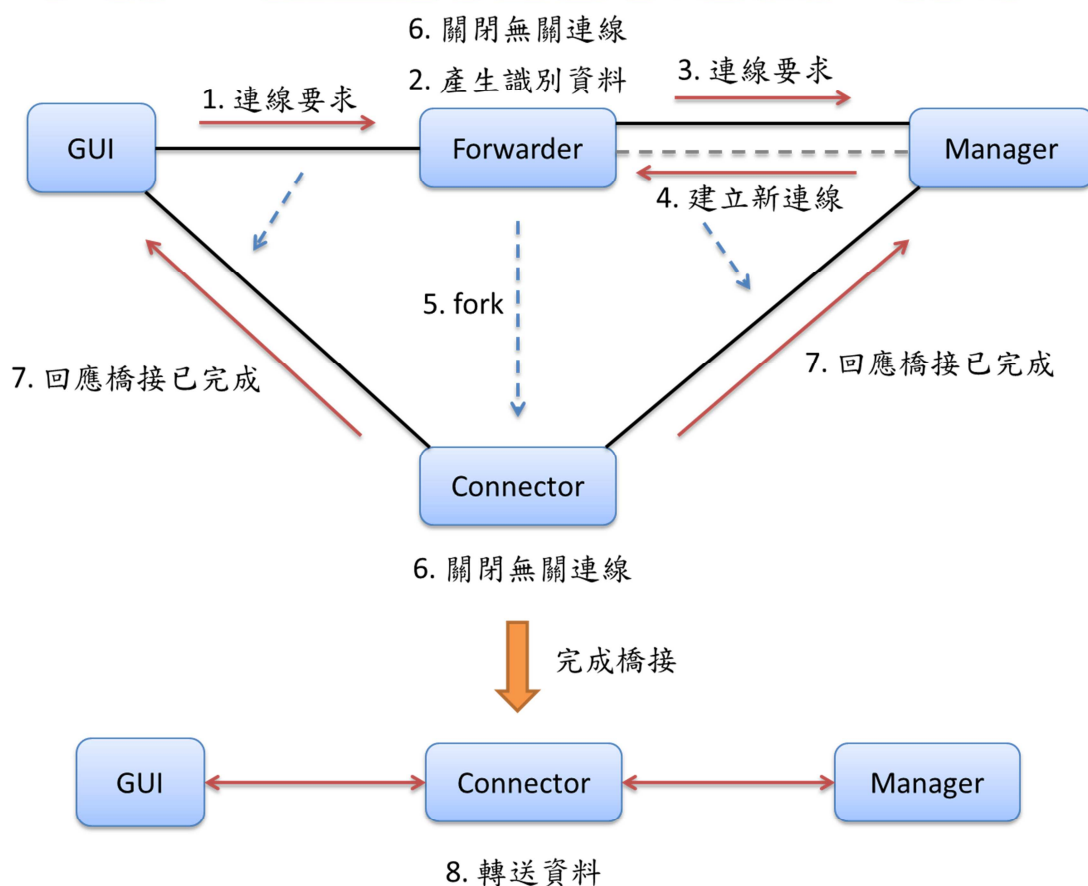 6. 關閉無關連線
2. 產生識別資料
3. 連線要求
1. 連線要求
GUI
Forwarder
Manager
4. 建立新連線
5. fork
7. 回應橋接已完成
7. 回應橋接已完成
Connector
6. 關閉無關連線
完成橋接
GUI
Connector
Manager
8. 轉送資料